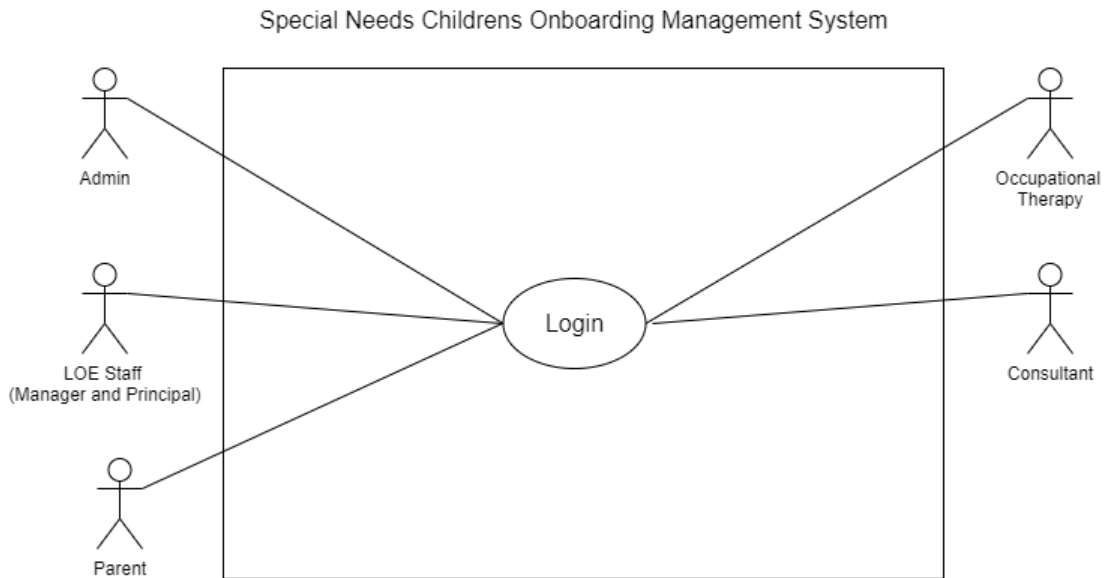 Special Needs Childrens Onboarding Management System
Admin
Occupational
Therapy
Login
LOE Staff
(Manager and Principal)
Consultant
Parent